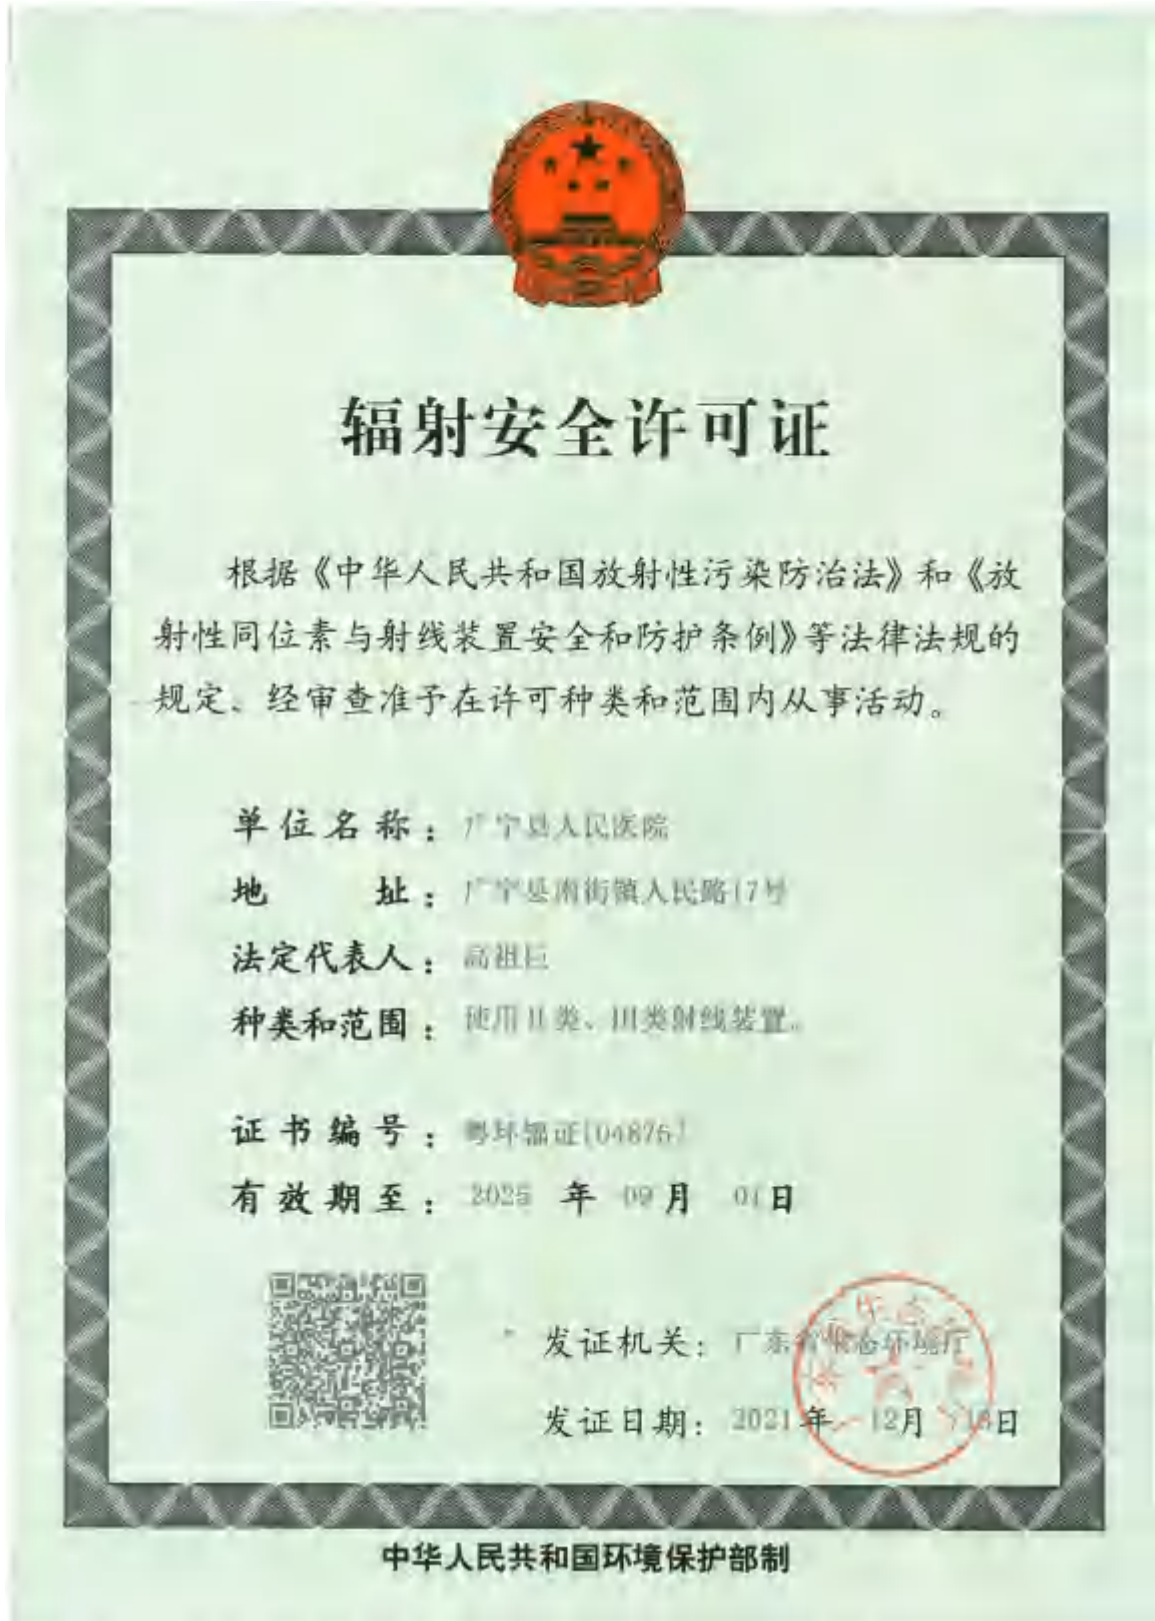 辐射安全许可证
根据《中华人民共和国放射性污染防治法》和《放
射性同位素与射线装置安全和防护条例》等法律法规的
规定、经审查准予在许可种类和范围内从事活动。
单位名称：广宁县人民医院
地址：广宁县南街镇人民路17号
法定代表人：高祖巨
种类和范围：使用II类、III类射线装置。
证书编号：粤环辐证[04876]
有效期至：2025 年 09 月 01 日
发证机关：广东省生态环境厅
发证日期：2021 年 12 月 日
中华人民共和国环境保护部制